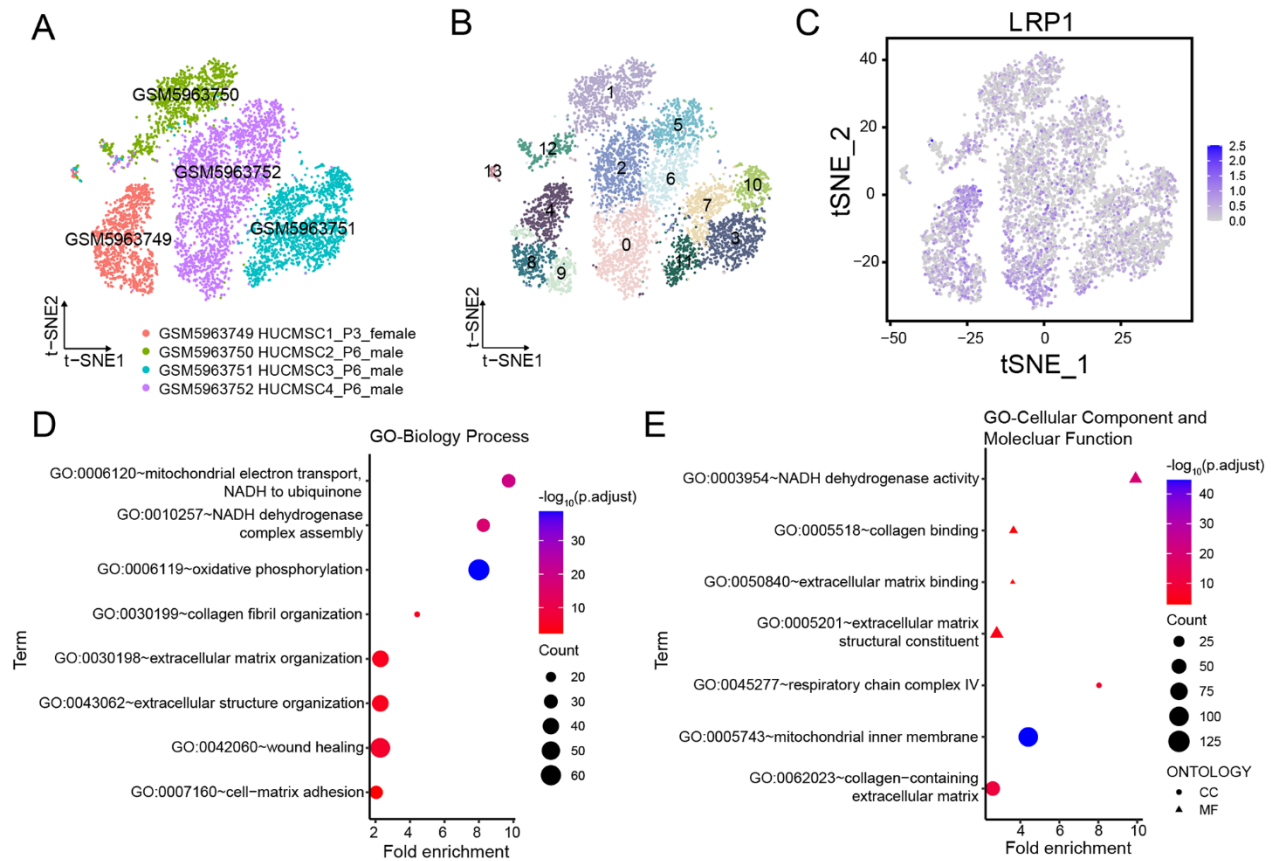 A
GSM5963750
GSM5963752
GSM5963751
GSM5963749
t-SNE2
t-SNE1
GSM5963749 HUCMSC1_P3_female
GSM5963750 HUCMSC2_P6_male
GSM5963751 HUCMSC3_P6_male
GSM5963752 HUCMSC4_P6_male
B
1
5
12
2
13
6
10
4
7
0
3
8
9
11
t-SNE2
t-SNE1
C
LRP1
40
20
0
-20
tSNE_2
-50
-25
0
25
tSNE_1
2.5
2.0
1.5
1.0
0.5
0.0
D
GO-Biology Process
GO:0006120~mitochondrial electron transport,
NADH to ubiquinone
GO:0010257~NADH dehydrogenase
complex assembly
GO:0006119~oxidative phosphorylation
GO:0030199~collagen fibril organization
GO:0030198~extracellular matrix organization
GO:0043062~extracellular structure organization
GO:0042060~wound healing
GO:0007160~cell-matrix adhesion
Term
2 4 6 8 10
Fold enrichment
-log10(p.adjust)
30
20
10
Count
20
30
40
50
60
E
GO-Cellular Component and
Molecluar Function
GO:0003954~NADH dehydrogenase activity
GO:0005518~collagen binding
GO:0050840~extracellular matrix binding
GO:0005201~extracellular matrix
structural constituent
GO:0045277~respiratory chain complex IV
GO:0005743~mitochondrial inner membrane
GO:0062023~collagen-containing
extracellular matrix
Term
4 6 8 10
Fold enrichment
-log10(p.adjust)
40
30
20
10
Count
25
50
75
100
125
ONTOLOGY
CC
MF